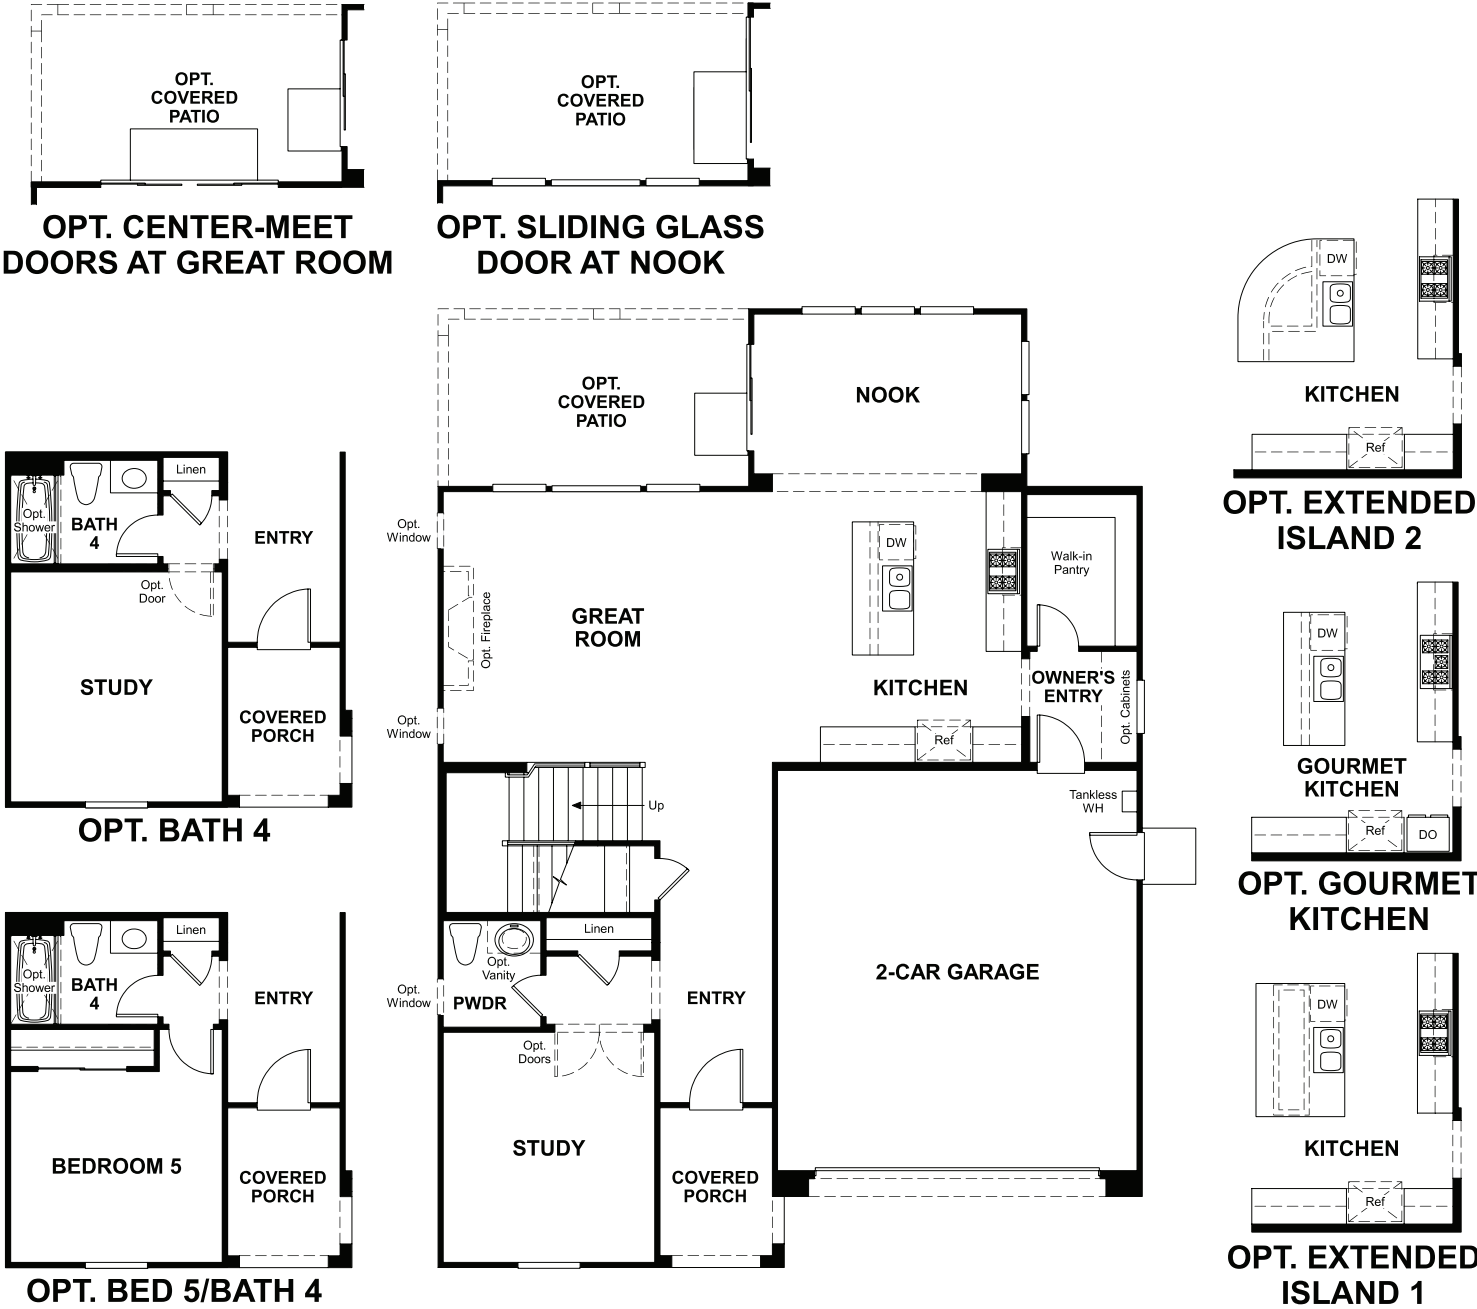 OPT.
COVERED
PATIO
OPT. CENTER-MEET
DOORS AT GREAT ROOM
OPT.
COVERED
PATIO
OPT. SLIDING GLASS
DOOR AT NOOK
DW
KITCHEN
Ref
OPT. EXTENDED
ISLAND 2
OPT.
COVERED
PATIO
NOOK
Opt.
Window
DW
Walk-in
Pantry
GREAT
ROOM
Opt. Fireplace
KITCHEN
OWNER'S
ENTRY
Opt. Cabinets
Opt.
Window
Ref
Up
Tankless
WH
Linen
Opt.
Vanity
Opt.
Window
PWDR
ENTRY
2-CAR GARAGE
Opt.
Doors
STUDY
COVERED
PORCH
Linen
Opt.
Shower
BATH
4
ENTRY
Opt.
Door
STUDY
COVERED
PORCH
OPT. BATH 4
Linen
Opt.
Shower
BATH
4
ENTRY
BEDROOM 5
COVERED
PORCH
OPT. BED 5/BATH 4
DW
GOURMET
KITCHEN
Ref
DO
OPT. GOURMET
KITCHEN
DW
KITCHEN
Ref
OPT. EXTENDED
ISLAND 1